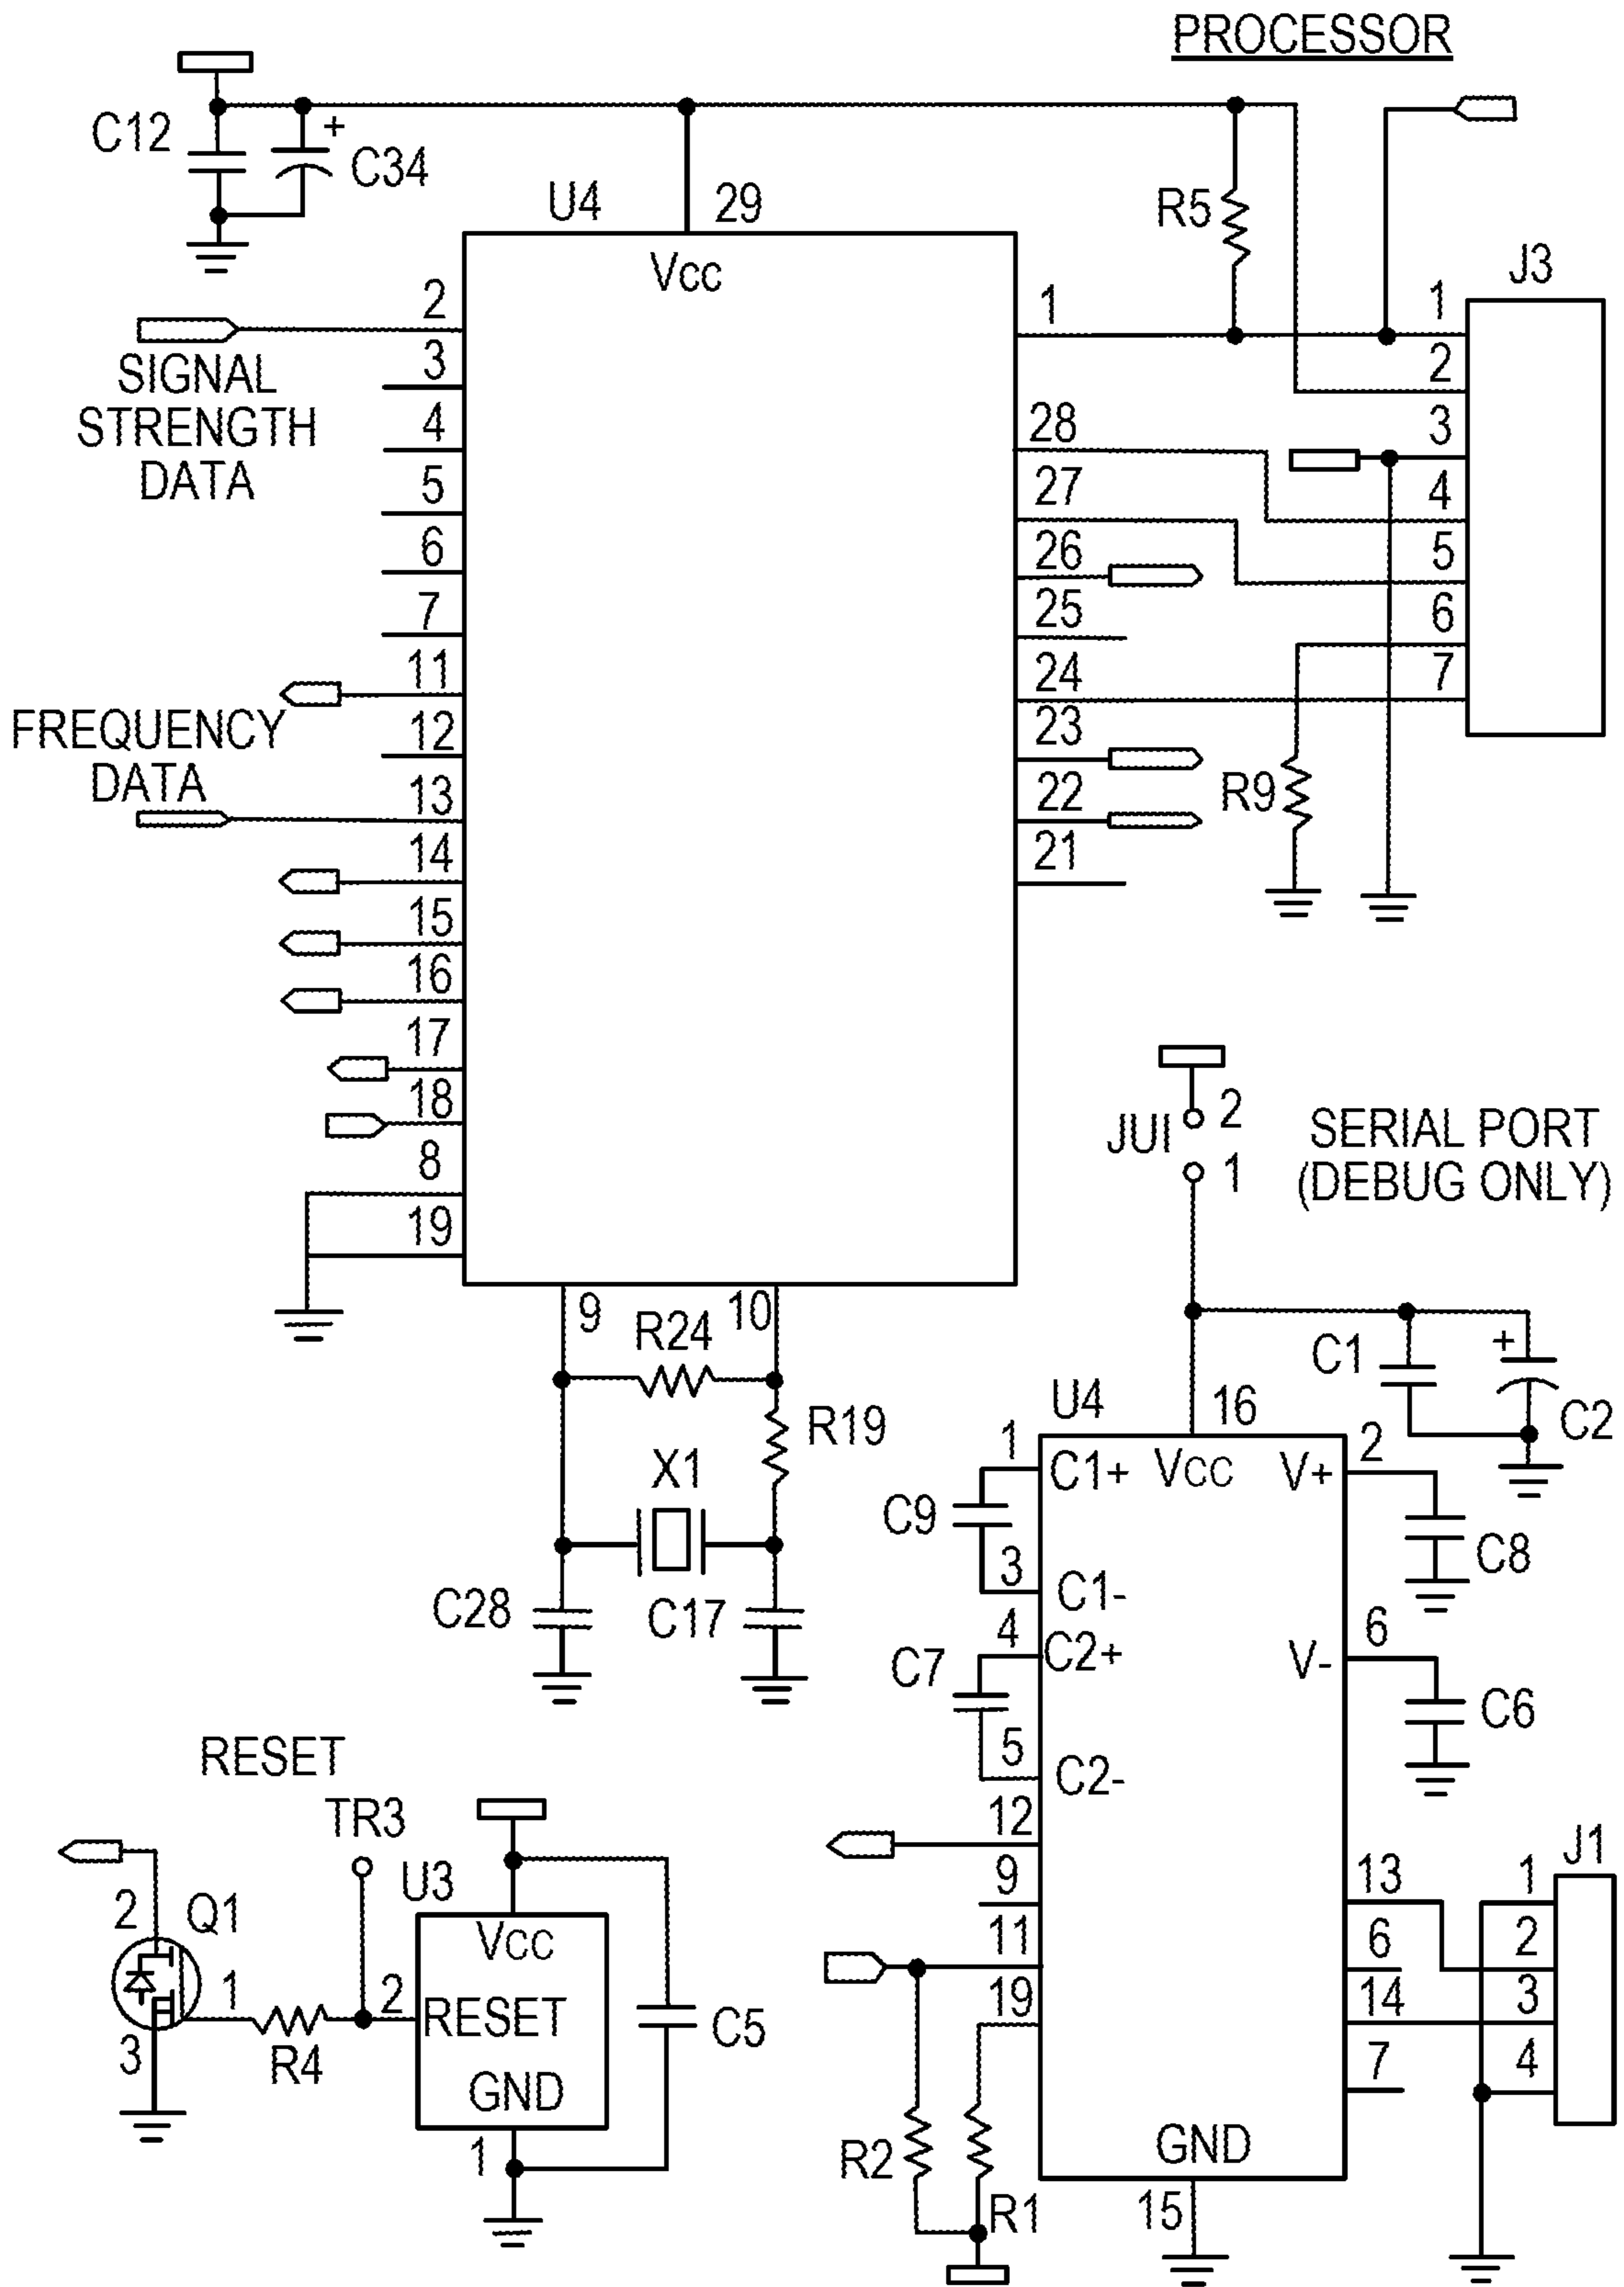 PROCESSOR
C12
+
C34
U4
29
Vcc
R5
J3
2
SIGNAL
STRENGTH
DATA
3
4
5
6
7
11
FREQUENCY
DATA
12
13
14
15
16
17
18
8
19
1
28
27
26
25
24
23
22
21
1
2
3
4
5
6
7
R9
9
10
R24
R19
X1
C28
C17
JUI
2
1
SERIAL PORT
(DEBUG ONLY)
C1
+
C2
U4
16
1
C1+
Vcc
V+
2
C9
C8
3
C1-
4
C2+
V-
6
C7
C6
5
C2-
12
9
11
19
13
6
14
7
J1
1
2
3
4
R2
R1
GND
15
RESET
TR3
U3
2
Q1
Vcc
1
2
RESET
C5
3
R4
GND
1